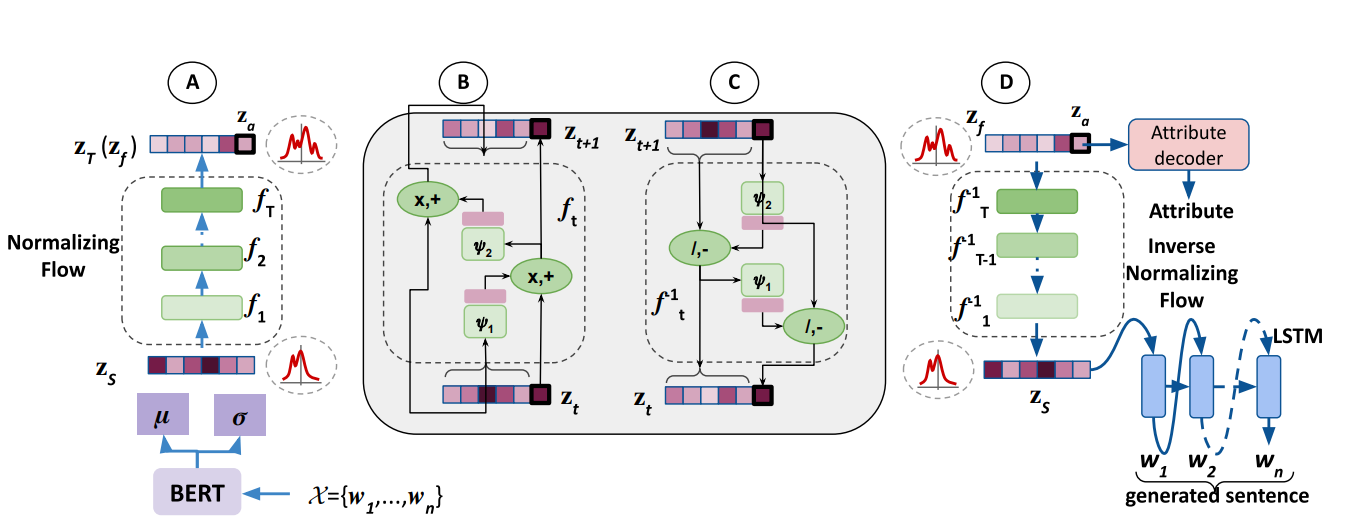 A
B
C
D
z_a
z_T (z_f)
f_T
f_2
f_1
Normalizing
Flow
z_S
μ
σ
BERT
𝒳={w_1,...,w_n}
z_{t+1}
x,+
f_t
ψ_2
x,+
ψ_1
z_t
z_{t+1}
ψ_2
/,-
ψ_1
f^{-1}_t
/,-
z_t
z_f
z_a
Attribute
decoder
Attribute
f^{-1}_T
f^{-1}_{T-1}
f^{-1}_1
Inverse
Normalizing
Flow
z_S
LSTM
w_1
w_2
w_n
generated sentence